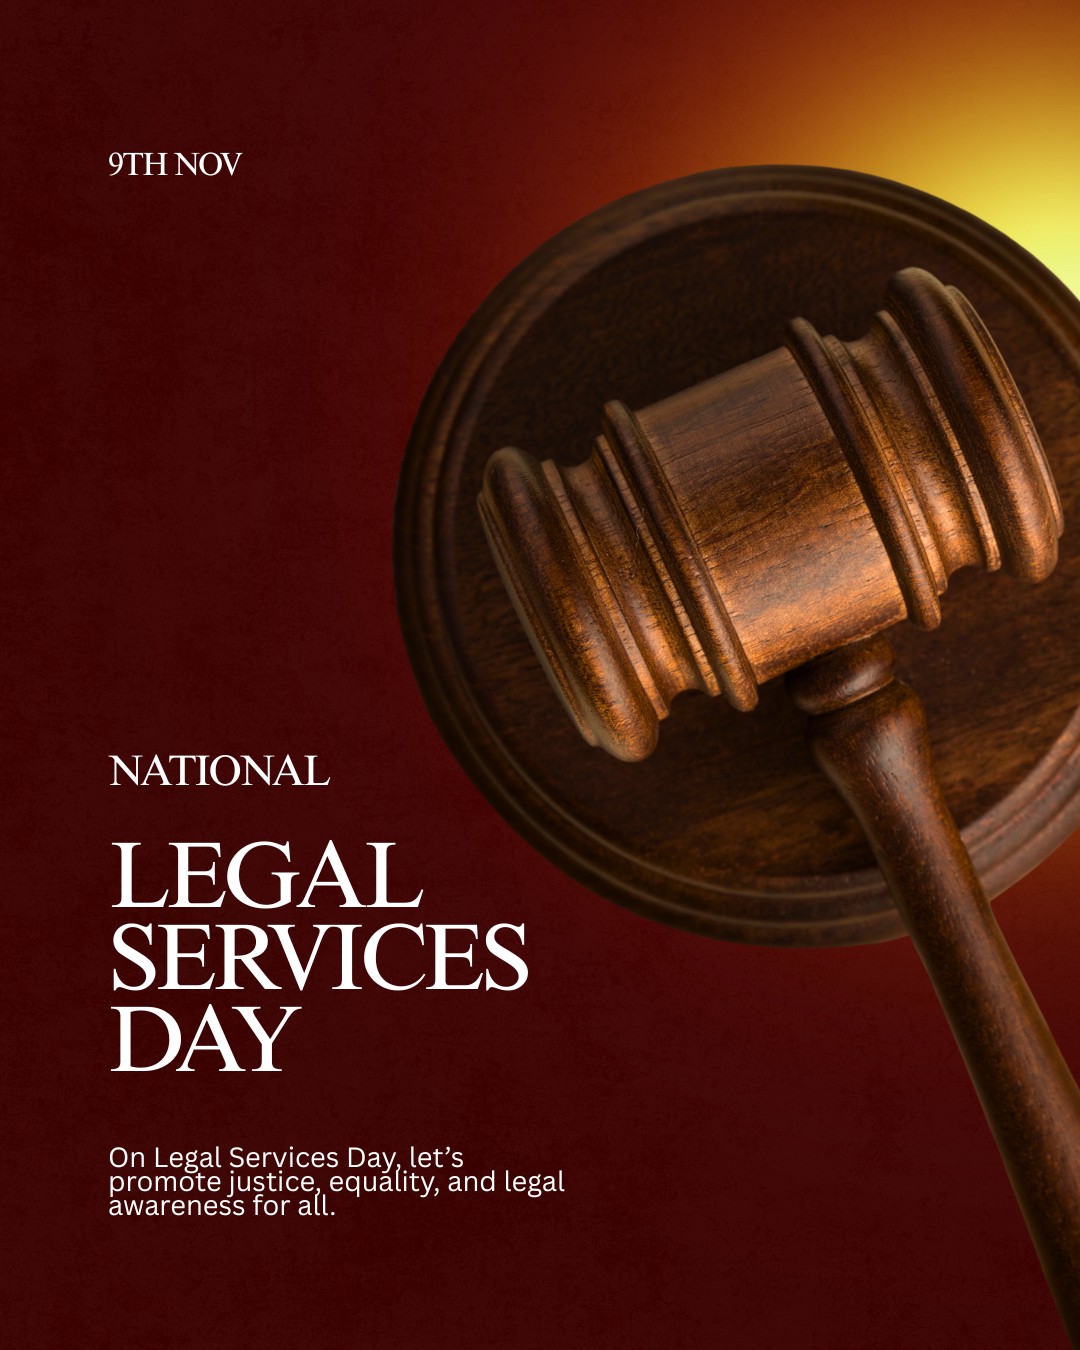 9TH NOV
NATIONAL
LEGAL
SERVICES
DAY
On Legal Services Day, let’s
promote justice, equality, and legal
awareness for all.